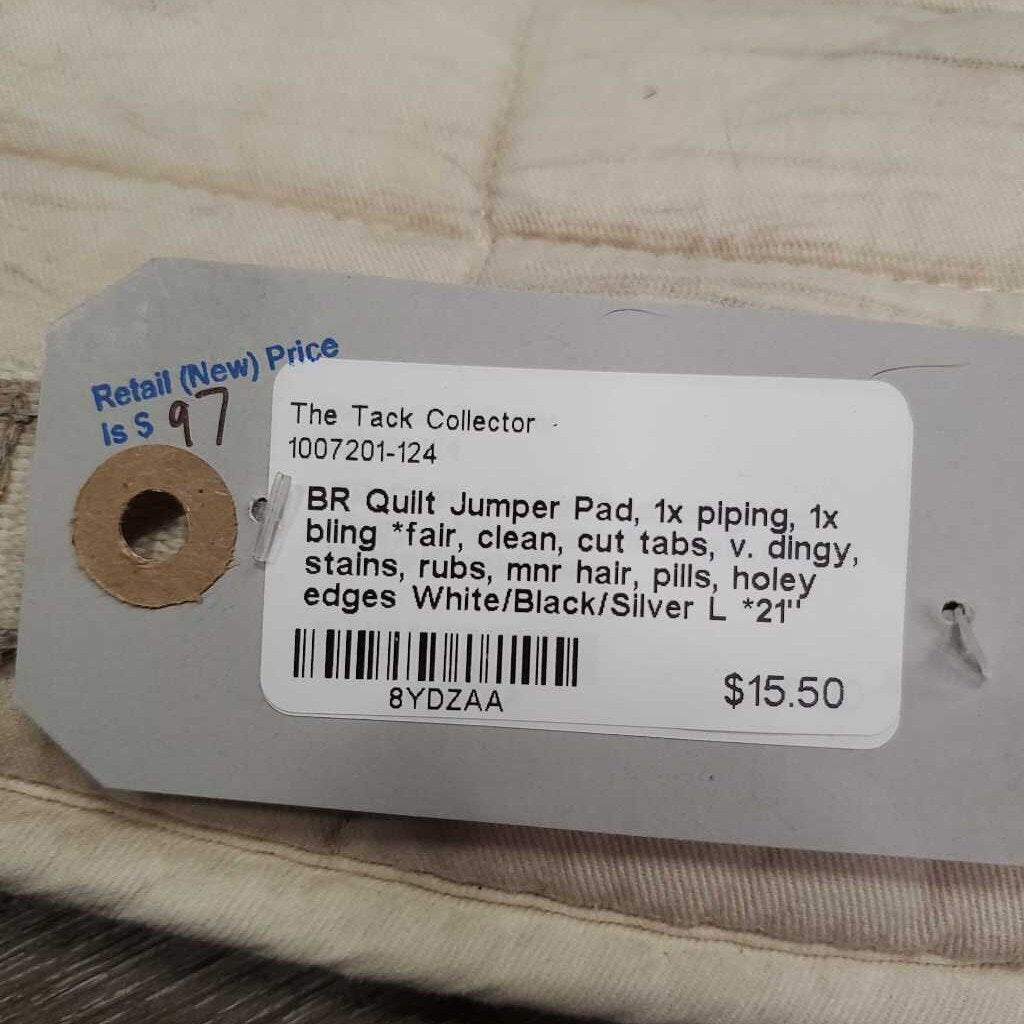 Retail (New) Price
Is $ 97
The Tack Collector
1007201-124
BR Quilt Jumper Pad, 1x piping, 1x
bling *fair, clean, cut tabs, v. dingy,
stains, rubs, mnr hair, pills, holey
edges White/Black/Silver L *21"
8YDZAA
$15.50